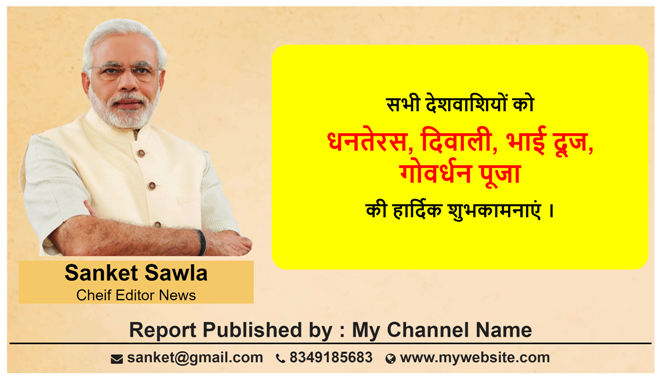 सभी देशवाशियों को
धनतेरस, दिवाली, भाई दूज,
गोवर्धन पूजा
की हार्दिक शुभकामनाएं ।
Sanket Sawla
Cheif Editor News
Report Published by : My Channel Name
sanket@gmail.com 8349185683 www.mywebsite.com